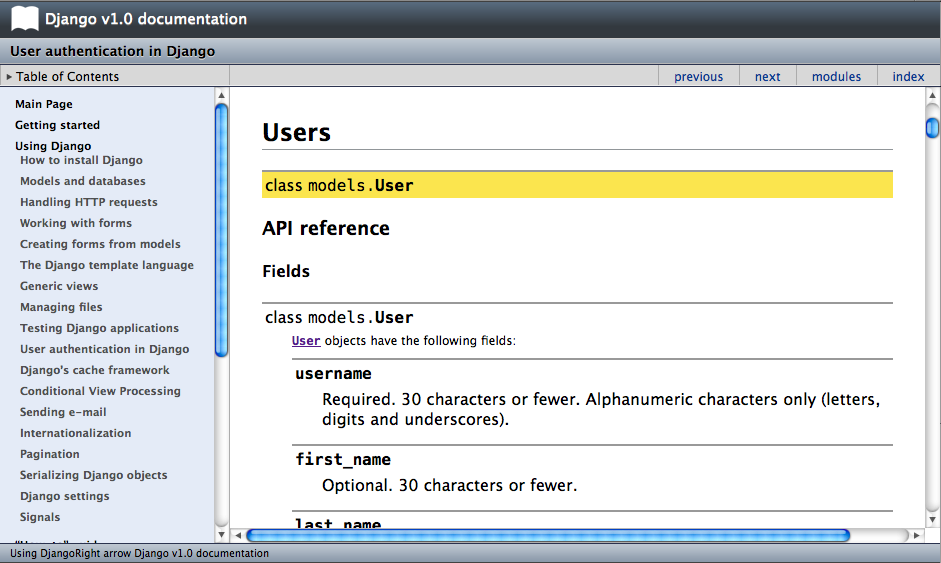 Django v1.0 documentation
User authentication in Django
Table of Contents
previous next modules index
Main Page
Getting started
Using Django
How to install Django
Models and databases
Handling HTTP requests
Working with forms
Creating forms from models
The Django template language
Generic views
Managing files
Testing Django applications
User authentication in Django
Django's cache framework
Conditional View Processing
Sending e-mail
Internationalization
Pagination
Serializing Django objects
Django settings
Signals
Users
class models.User
API reference
Fields
class models.User
User objects have the following fields:
username
Required. 30 characters or fewer. Alphanumeric characters only (letters,
digits and underscores).
first_name
Optional. 30 characters or fewer.
last_name
Using DjangoRight arrow Django v1.0 documentation